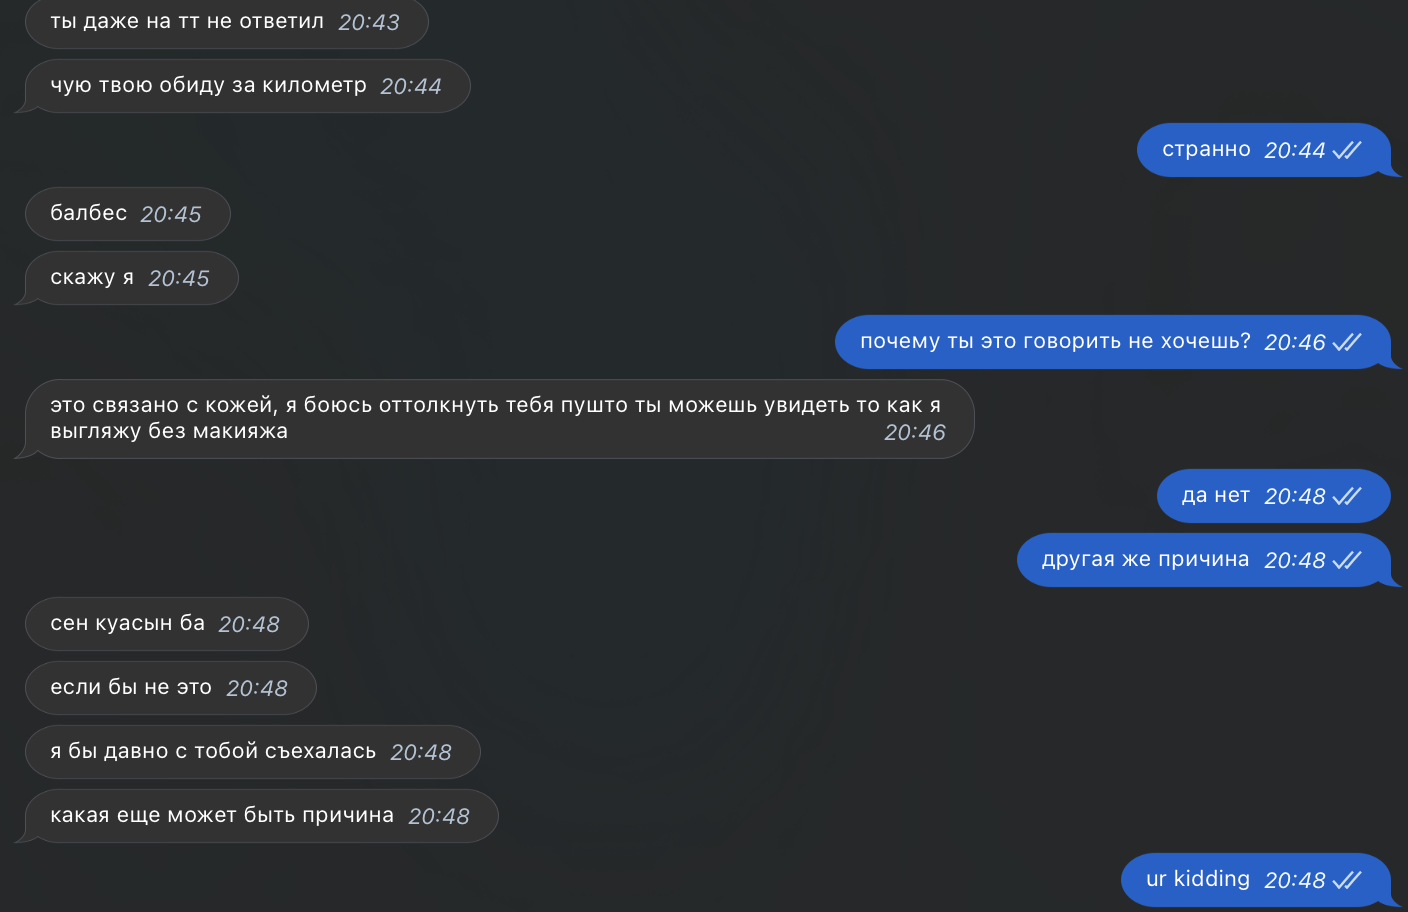 ты даже на тт не ответил 20:43
чую твою обиду за километр 20:44
странно 20:44
балбес 20:45
скажу я 20:45
почему ты это говорить не хочешь? 20:46
это связано с кожей, я боюсь оттолкнуть тебя пушто ты можешь увидеть то как я
выгляжу без макияжа 20:46
да нет 20:48
другая же причина 20:48
сен куасын ба 20:48
если бы не это 20:48
я бы давно с тобой съехалась 20:48
какая еще может быть причина 20:48
ur kidding 20:48